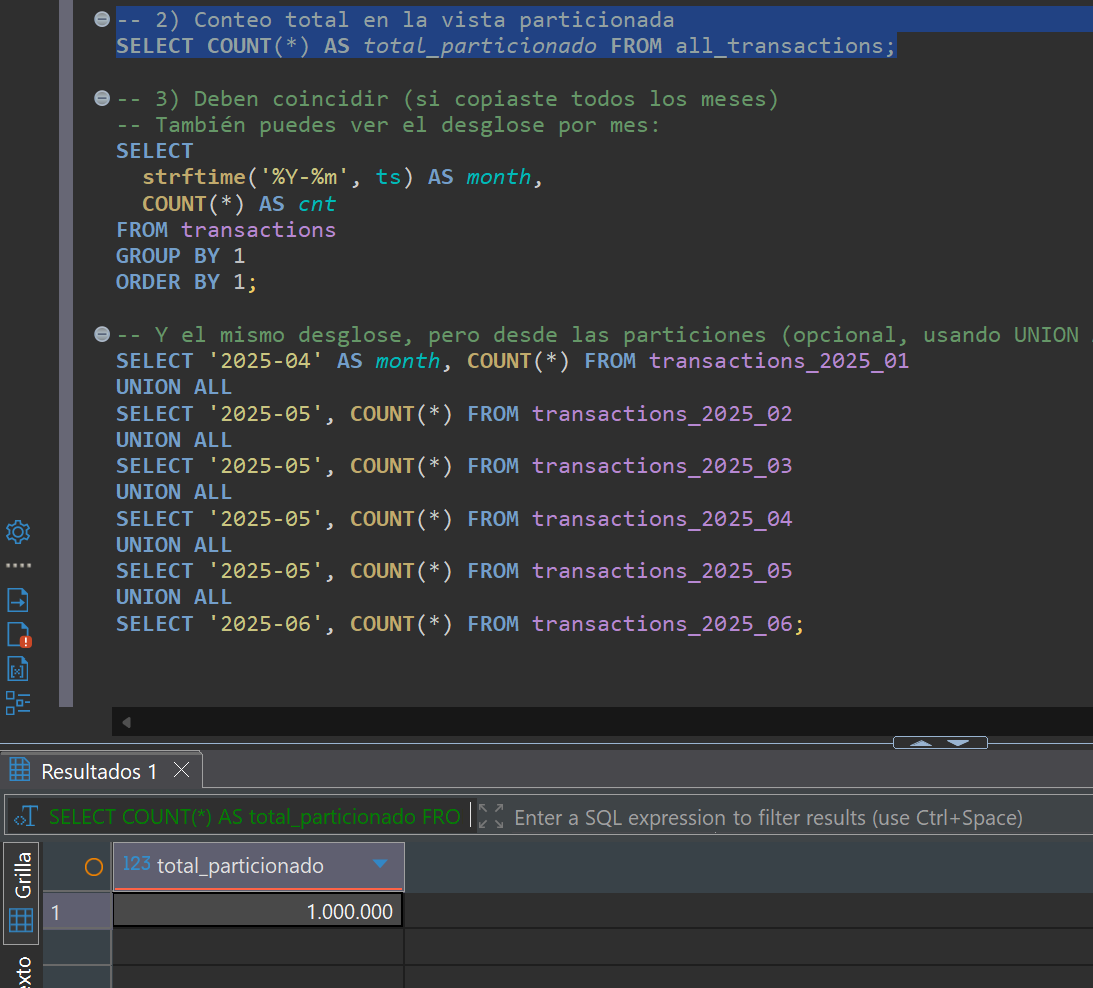 -- 2) Conteo total en la vista particionada
SELECT COUNT(*) AS total_particionado FROM all_transactions;
-- 3) Deben coincidir (si copiaste todos los meses)
-- También puedes ver el desglose por mes:
SELECT
strftime('%Y-%m', ts) AS month,
COUNT(*) AS cnt
FROM transactions
GROUP BY 1
ORDER BY 1;
-- Y el mismo desglose, pero desde las particiones (opcional, usando UNION
SELECT '2025-04' AS month, COUNT(*) FROM transactions_2025_01
UNION ALL
SELECT '2025-05', COUNT(*) FROM transactions_2025_02
UNION ALL
SELECT '2025-05', COUNT(*) FROM transactions_2025_03
UNION ALL
SELECT '2025-05', COUNT(*) FROM transactions_2025_04
UNION ALL
SELECT '2025-05', COUNT(*) FROM transactions_2025_05
UNION ALL
SELECT '2025-06', COUNT(*) FROM transactions_2025_06;
Resultados 1
SELECT COUNT(*) AS total_particionado FRO
Enter a SQL expression to filter results (use Ctrl+Space)
Grilla
123 total_particionado
1 1.000.000
exto